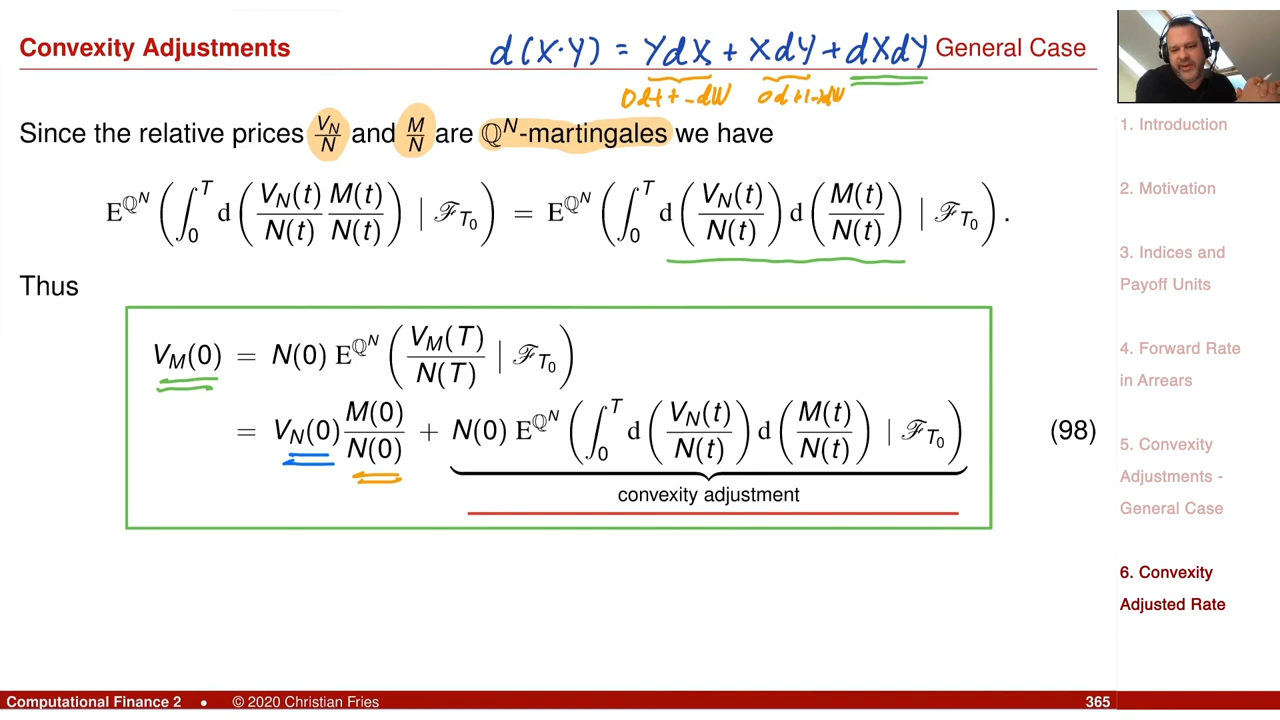 Convexity Adjustments
d(X·Y) = YdX + XdY + dXdY General Case
0dt + -dW
Since the relative prices V_N/N and M/N are ℚ^N-martingales we have
E^{ℚ^N} ( ∫_0^T d ( V_N(t)/N(t) M(t)/N(t) ) | ℱ_{T_0} ) = E^{ℚ^N} ( ∫_0^T d ( V_N(t)/N(t) ) d ( M(t)/N(t) ) | ℱ_{T_0} ) .
Thus
V_M(0) = N(0) E^{ℚ^N} ( V_M(T)/N(T) | ℱ_{T_0} )
= V_N(0) M(0)/N(0) + N(0) E^{ℚ^N} ( ∫_0^T d ( V_N(t)/N(t) ) d ( M(t)/N(t) ) | ℱ_{T_0} ) (98)
convexity adjustment
1. Introduction
2. Motivation
3. Indices and
Payoff Units
4. Forward Rate
in Arrears
5. Convexity
Adjustments -
General Case
6. Convexity
Adjusted Rate
Computational Finance 2 • © 2020 Christian Fries 365